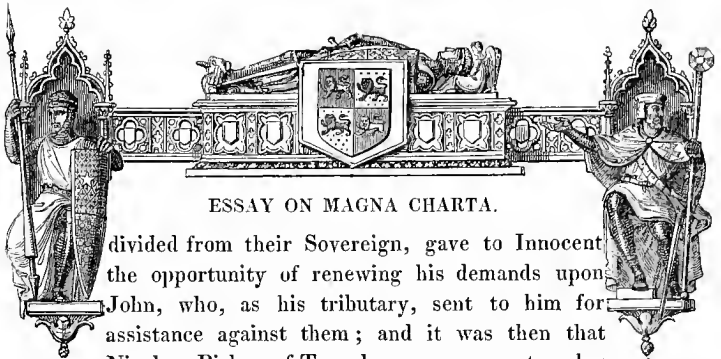 ESSAY ON MAGNA CHARTA.
divided from their Sovereign, gave to Innocent
the opportunity of renewing his demands upon
John, who, as his tributary, sent to him for
assistance against them; and it was then that